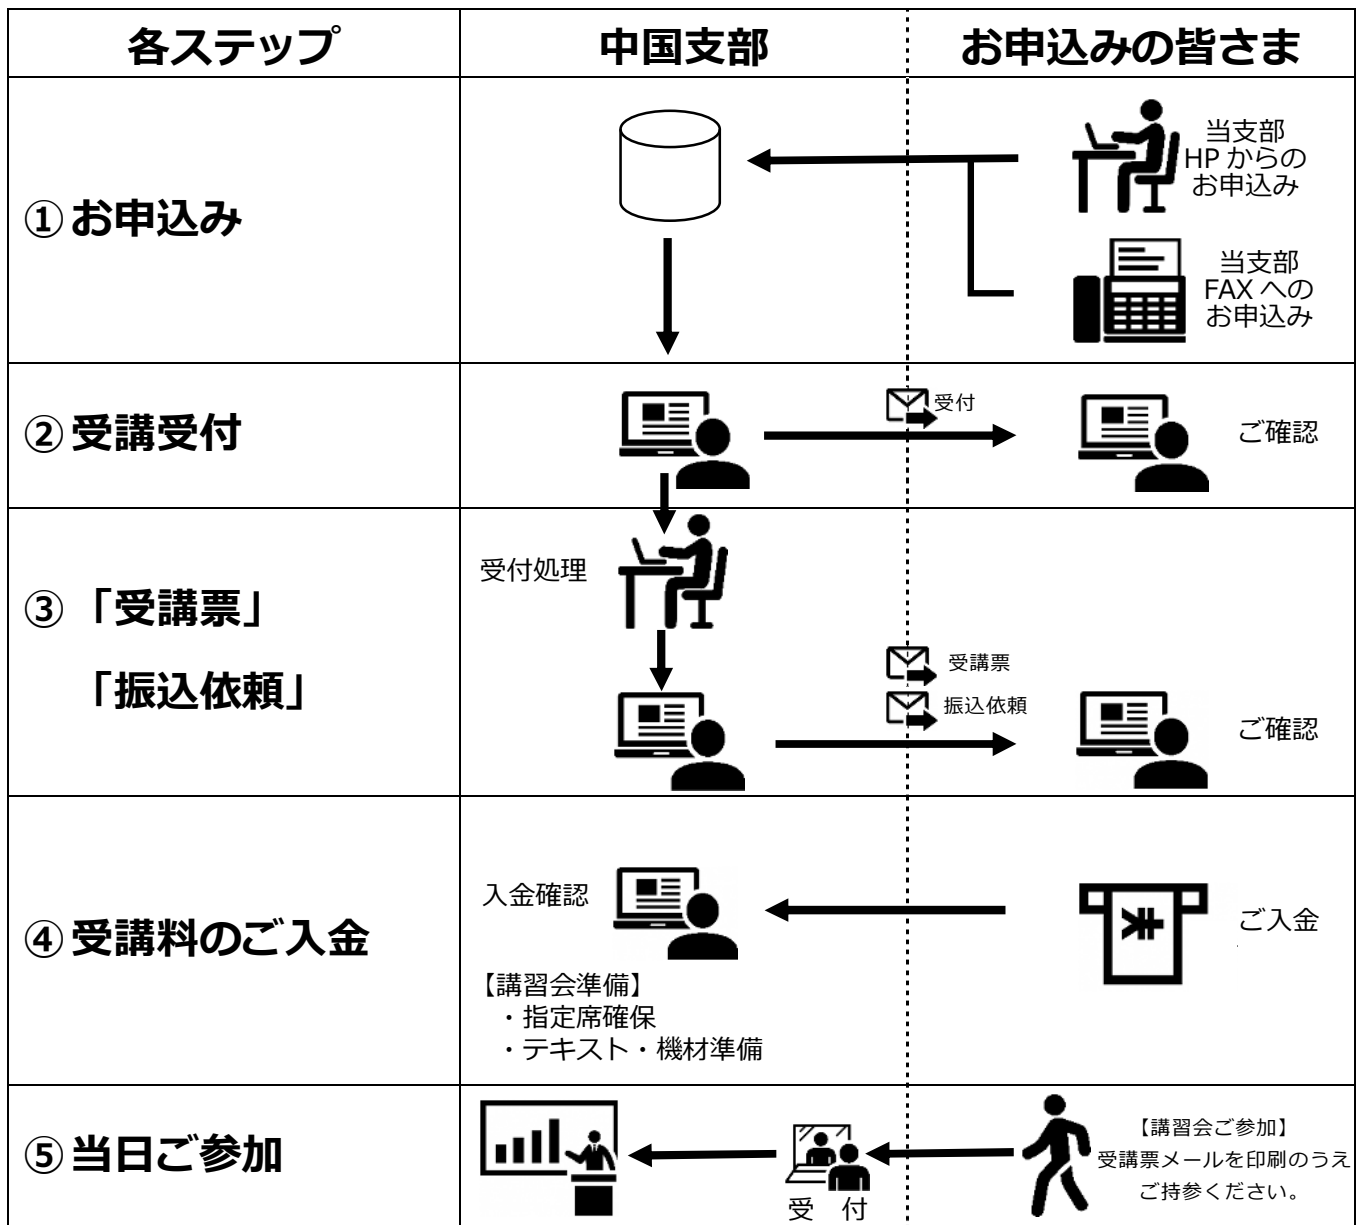 各ステップ
中国支部
お申込みの皆さま
①お申込み
当支部
HPからの
お申込み
当支部
FAXへの
お申込み
②受講受付
受付
ご確認
③「受講票」
「振込依頼」
受付処理
受講票
振込依頼
ご確認
④受講料のご入金
入金確認
【講習会準備】
・指定席確保
・テキスト・機材準備
¥
ご入金
⑤当日ご参加
受 付
【講習会ご参加】
受講票メールを印刷のうえ
ご持参ください。